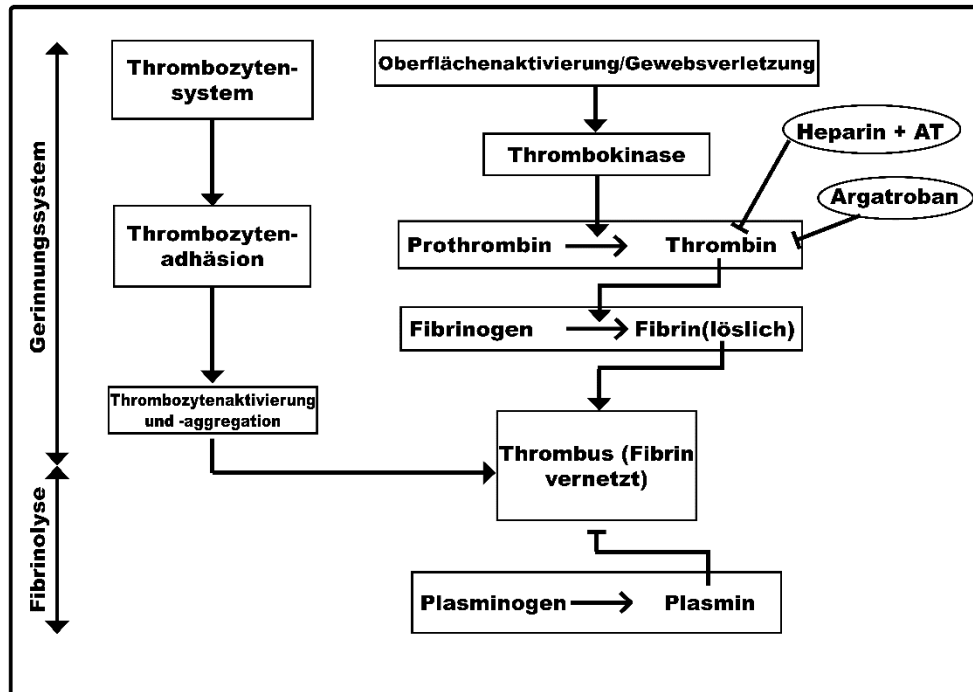 Gerinnungssystem
Fibrinolyse
Thrombozyten-
system
Thrombozyten-
adhäsion
Thrombozytenaktivierung
und -aggregation
Oberflächenaktivierung/Gewebsverletzung
Thrombokinase
Heparin + AT
Argatroban
Prothrombin Thrombin
Fibrinogen Fibrin(löslich)
Thrombus (Fibrin
vernetzt)
Plasminogen Plasmin